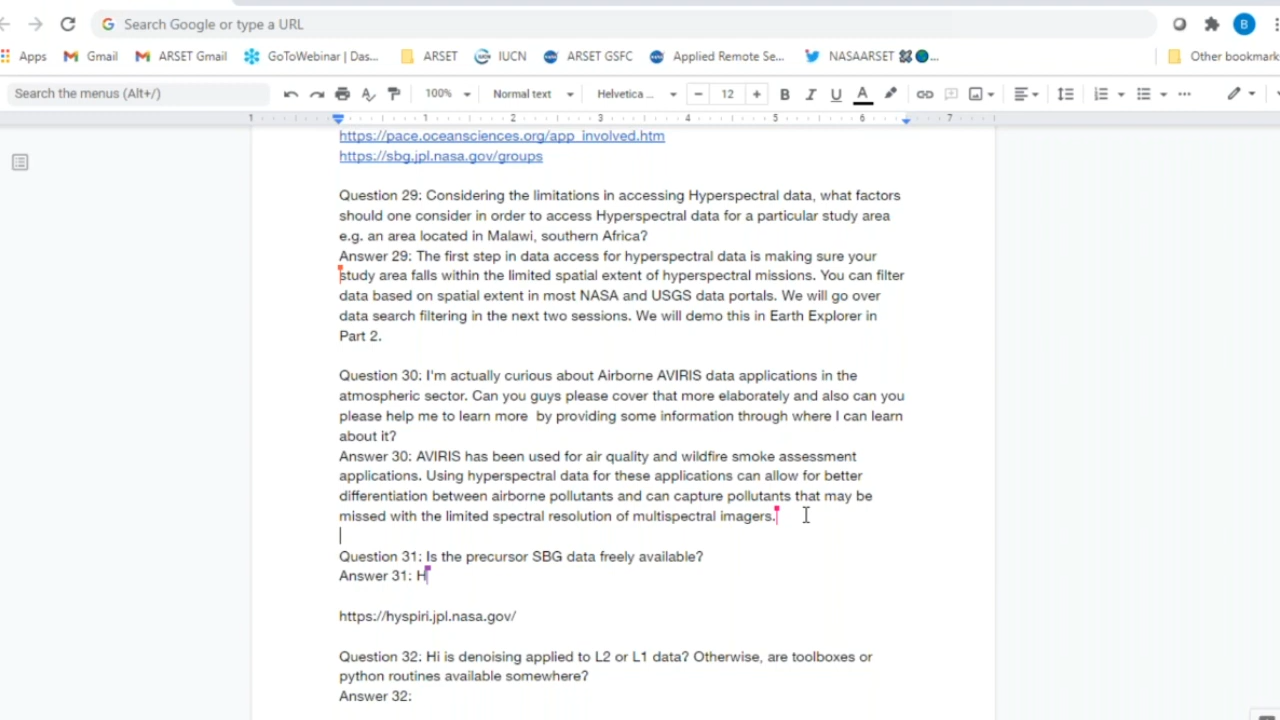 Search Google or type a URL
B
Apps Gmail ARSET Gmail GoToWebinar | Das... ARSET IUCN ARSET GSFC Applied Remote Se... NASAARSET Other bookmark
Search the menus (Alt+/) 100% Normal text Helvetica ... − 12 + B I U A
1 1 2 3 4 5 6 7
https://pace.oceansciences.org/app_involved.htm
https://sbg.jpl.nasa.gov/groups
Question 29: Considering the limitations in accessing Hyperspectral data, what factors
should one consider in order to access Hyperspectral data for a particular study area
e.g. an area located in Malawi, southern Africa?
Answer 29: The first step in data access for hyperspectral data is making sure your
study area falls within the limited spatial extent of hyperspectral missions. You can filter
data based on spatial extent in most NASA and USGS data portals. We will go over
data search filtering in the next two sessions. We will demo this in Earth Explorer in
Part 2.
Question 30: I'm actually curious about Airborne AVIRIS data applications in the
atmospheric sector. Can you guys please cover that more elaborately and also can you
please help me to learn more  by providing some information through where I can learn
about it?
Answer 30: AVIRIS has been used for air quality and wildfire smoke assessment
applications. Using hyperspectral data for these applications can allow for better
differentiation between airborne pollutants and can capture pollutants that may be
missed with the limited spectral resolution of multispectral imagers.
Question 31: Is the precursor SBG data freely available?
Answer 31: H
https://hyspiri.jpl.nasa.gov/
Question 32: Hi is denoising applied to L2 or L1 data? Otherwise, are toolboxes or
python routines available somewhere?
Answer 32: